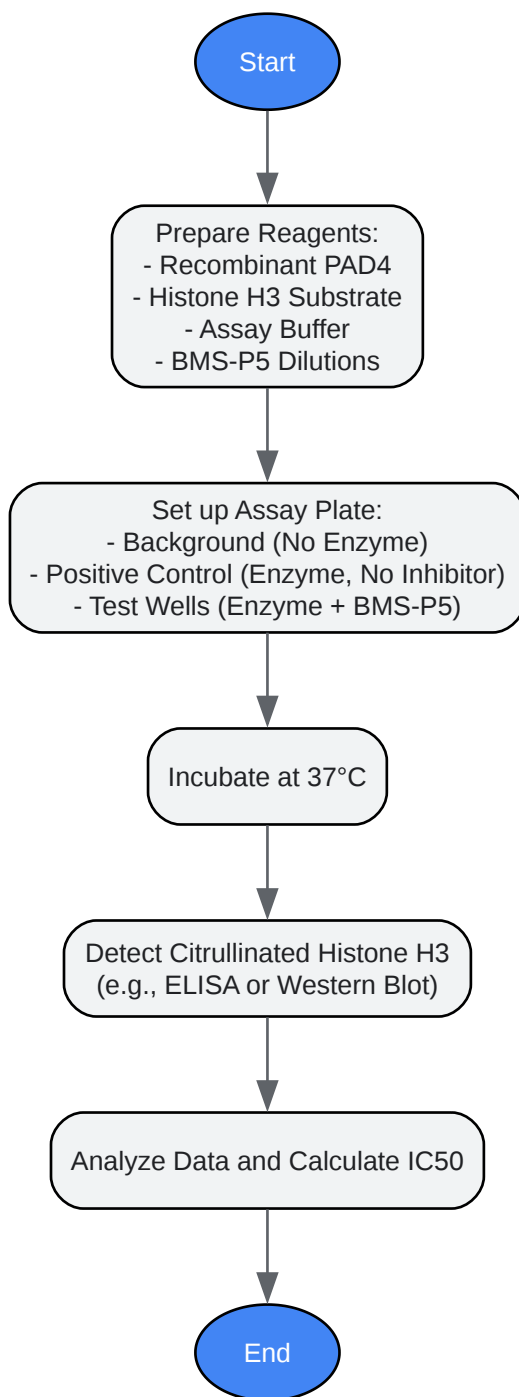 Start
Prepare Reagents:
- Recombinant PAD4
- Histone H3 Substrate
- Assay Buffer
- BMS-P5 Dilutions
Set up Assay Plate:
- Background (No Enzyme)
- Positive Control (Enzyme, No Inhibitor)
- Test Wells (Enzyme + BMS-P5)
Incubate at 37°C
Detect Citrullinated Histone H3
(e.g., ELISA or Western Blot)
Analyze Data and Calculate IC50
End